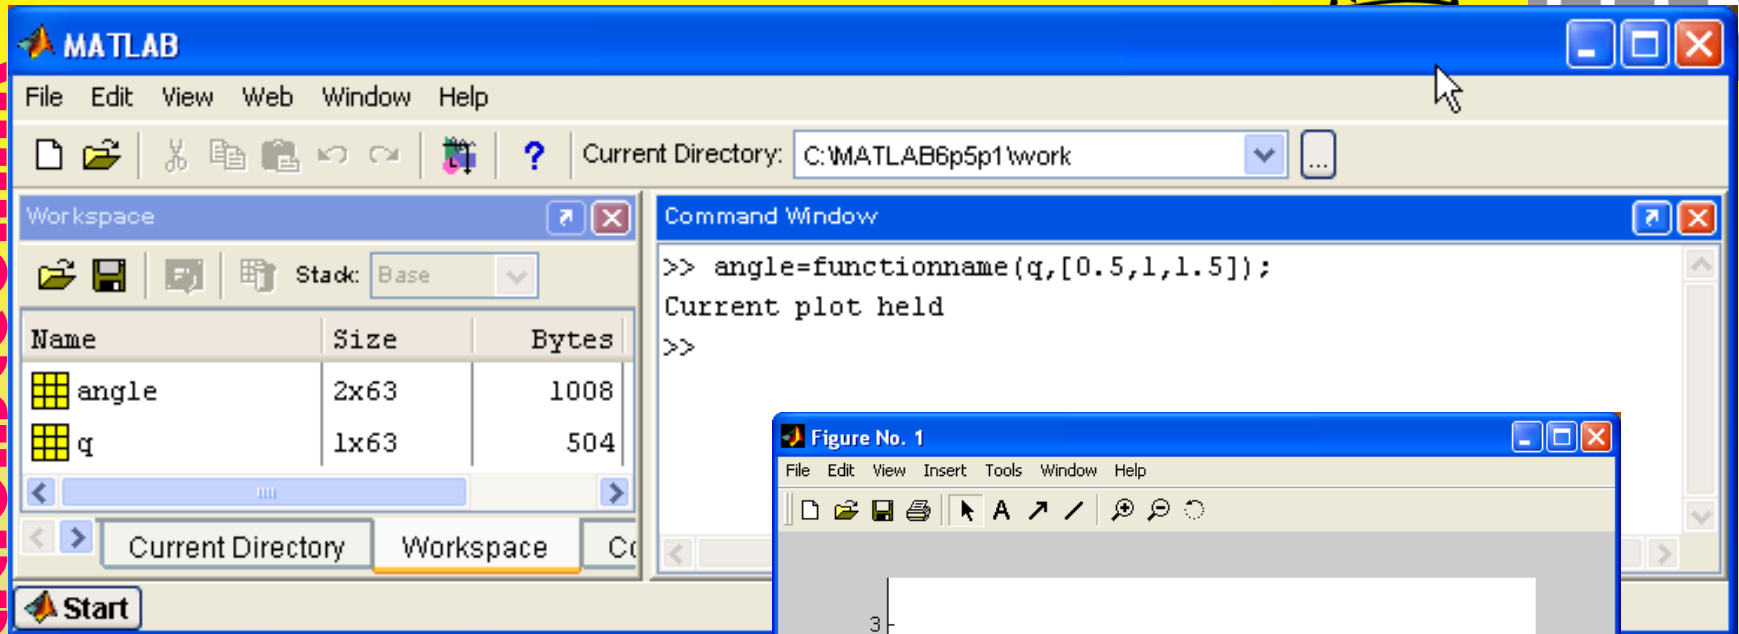 MATLAB
File Edit View Web Window Help
? Current Directory: C:\MATLAB6p5p1\work ...
Workspace
Stack: Base
Name Size Bytes
angle 2x63 1008
q 1x63 504
Current Directory Workspace
Start
Command Window
>> angle=functionname(q,[0.5,1,1.5]);
Current plot held
>>
Figure No. 1
File Edit View Insert Tools Window Help
A
3